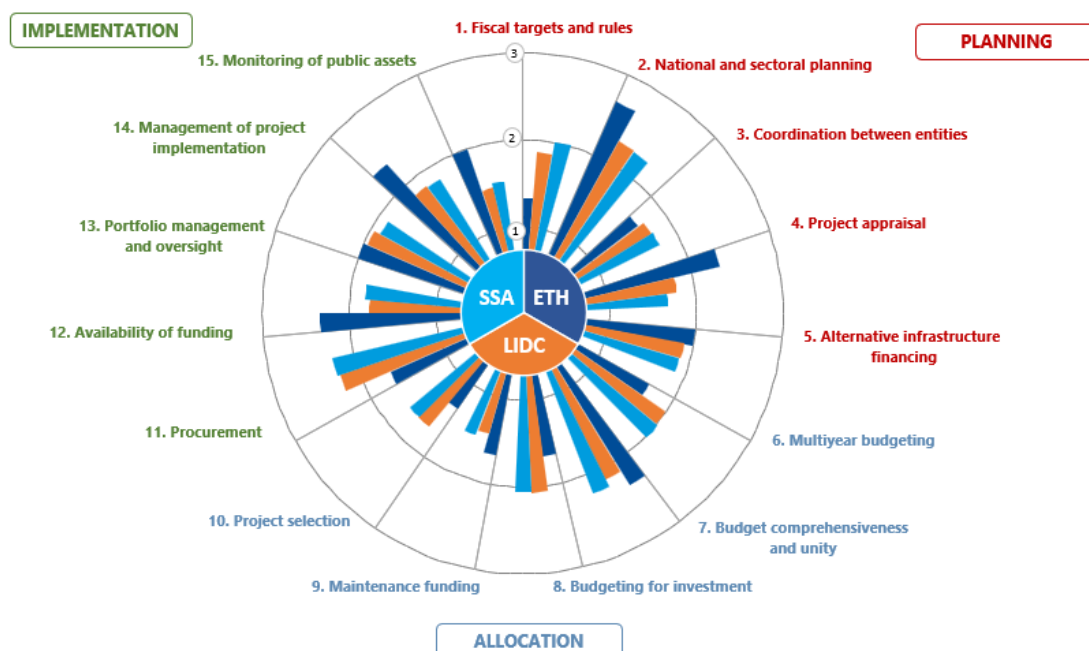 IMPLEMENTATION
PLANNING
1. Fiscal targets and rules
2. National and sectoral planning
3. Coordination between entities
4. Project appraisal
5. Alternative infrastructure
financing
6. Multiyear budgeting
7. Budget comprehensiveness
and unity
8. Budgeting for investment
9. Maintenance funding
10. Project selection
11. Procurement
12. Availability of funding
13. Portfolio management
and oversight
14. Management of project
implementation
15. Monitoring of public assets
3
2
1
SSA
ETH
LIDC
ALLOCATION